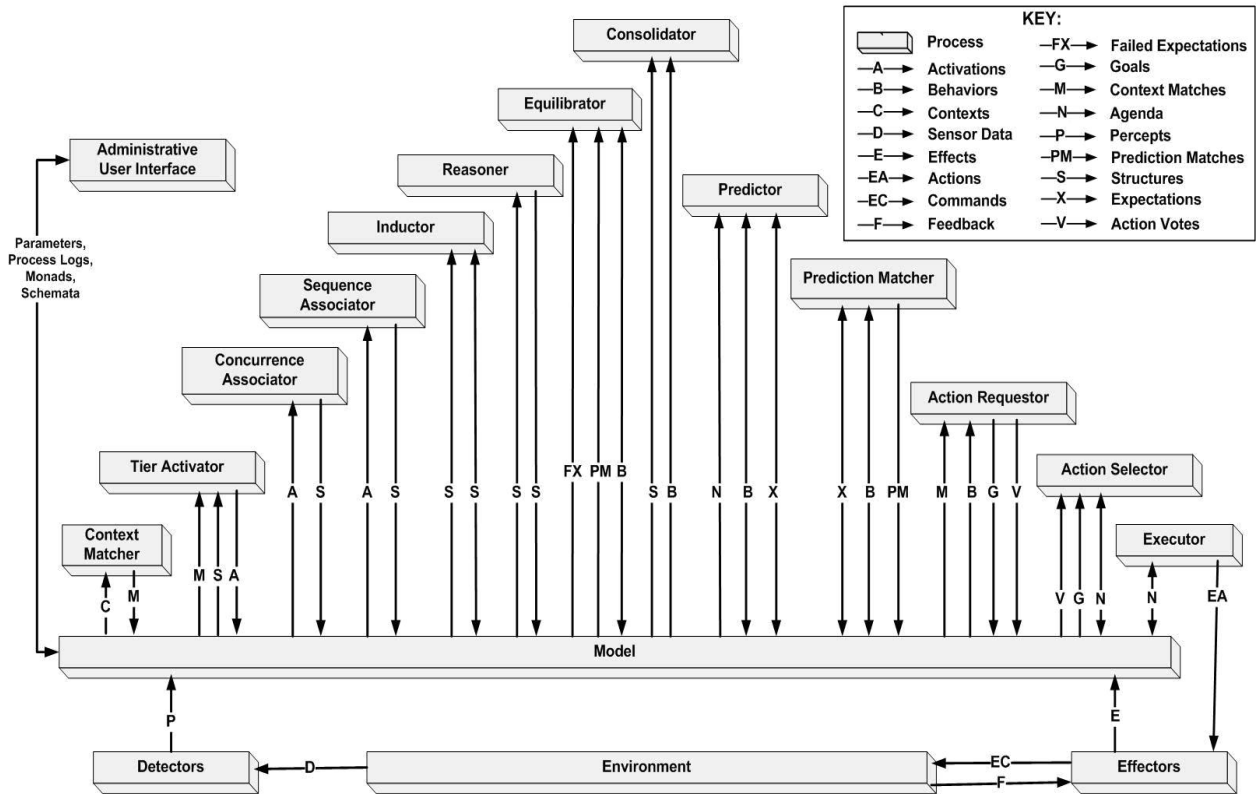 Consolidator
Equilibrator
Administrative
User Interface
Reasoner
Predictor
Inductor
Parameters,
Process Logs,
Monads,
Schemata
Sequence
Associator
Prediction Matcher
Concurrence
Associator
Action Requestor
Tier Activator
Action Selector
Context
Matcher
Executor
KEY:
Process
A Activations
B Behaviors
C Contexts
D Sensor Data
E Effects
EA Actions
EC Commands
F Feedback
FX Failed Expectations
G Goals
M Context Matches
N Agenda
P Percepts
PM Prediction Matches
S Structures
X Expectations
V Action Votes
FX PM B
A S A S S S S S S B N B X X B PM M B G V
M S A
C M
V G N N EA
Model
P
E
Detectors
D
Environment
EC
F
Effectors